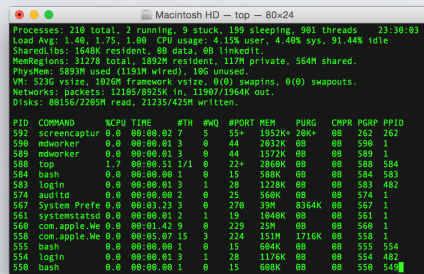 Macintosh HD — top — 80×24
Processes: 210 total, 2 running, 9 stuck, 199 sleeping, 901 threads 23:30:03
Load Avg: 1.40, 1.75, 1.00 CPU usage: 4.15% user, 4.40% sys, 91.44% idle
SharedLibs: 1648K resident, 0B data, 0B linkedit.
MemRegions: 31278 total, 1892M resident, 117M private, 564M shared.
PhysMem: 5893M used (1191M wired), 10G unused.
VM: 523G vsize, 1026M framework vsize, 0(0) swapins, 0(0) swapouts.
Networks: packets: 12105/8925K in, 11907/1964K out.
Disks: 80156/2205M read, 21235/425M written.
PID COMMAND %CPU TIME #TH #WQ #PORT MEM PURG CMPR PGRP PPID
592 screencaptur 0.0 00:00.02 7 5 55+ 1952K+ 20K+ 0B 262 262
590 mdworker 0.0 00:00.02 3 0 44 2032K 0B 0B 590 1
589 mdworker 0.0 00:00.01 3 0 44 1572K 0B 0B 589 1
588 top 1.7 00:00.51 1/1 0 22+ 2860K 0B 0B 588 584
584 bash 0.0 00:00.00 1 0 15 588K 0B 0B 584 583
583 login 0.0 00:00.01 3 1 28 1228K 0B 0B 583 482
574 auditd 0.0 00:00.00 2 0 25 560K 0B 0B 574 1
567 System Prefe 0.0 00:03.23 3 0 270 39M 8364K 0B 567 1
561 systemstatsd 0.0 00:00.01 2 1 19 1040K 0B 0B 561 1
560 com.apple.We 0.0 00:01.42 9 0 229 25M 0B 0B 560 1
558 com.apple.We 0.0 00:05.07 15 3 224 151M 1716K 0B 558 1
555 bash 0.0 00:00.00 1 0 15 604K 0B 0B 555 554
554 login 0.0 00:00.01 3 1 28 1176K 0B 0B 554 482
550 bash 0.0 00:00.00 1 0 15 608K 0B 0B 550 549